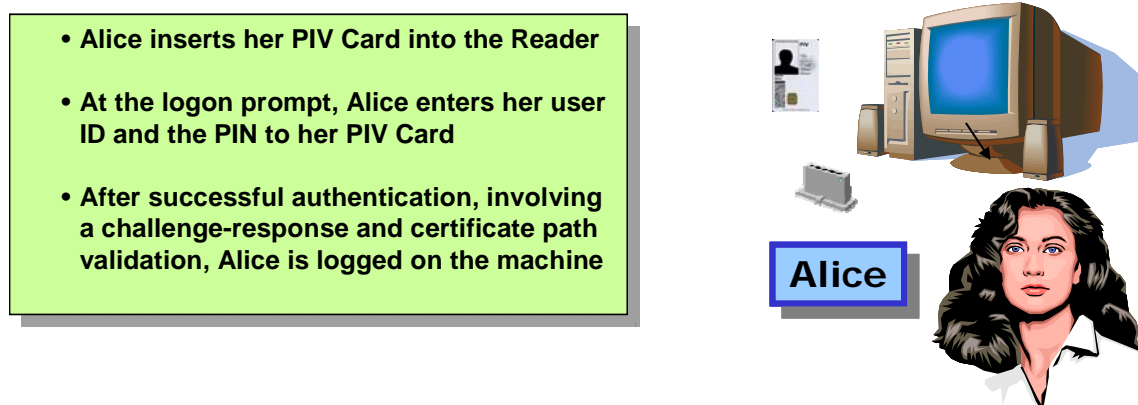 • Alice inserts her PIV Card into the Reader
• At the logon prompt, Alice enters her user
ID and the PIN to her PIV Card
• After successful authentication, involving
a challenge-response and certificate path
validation, Alice is logged on the machine
PIV
Alice